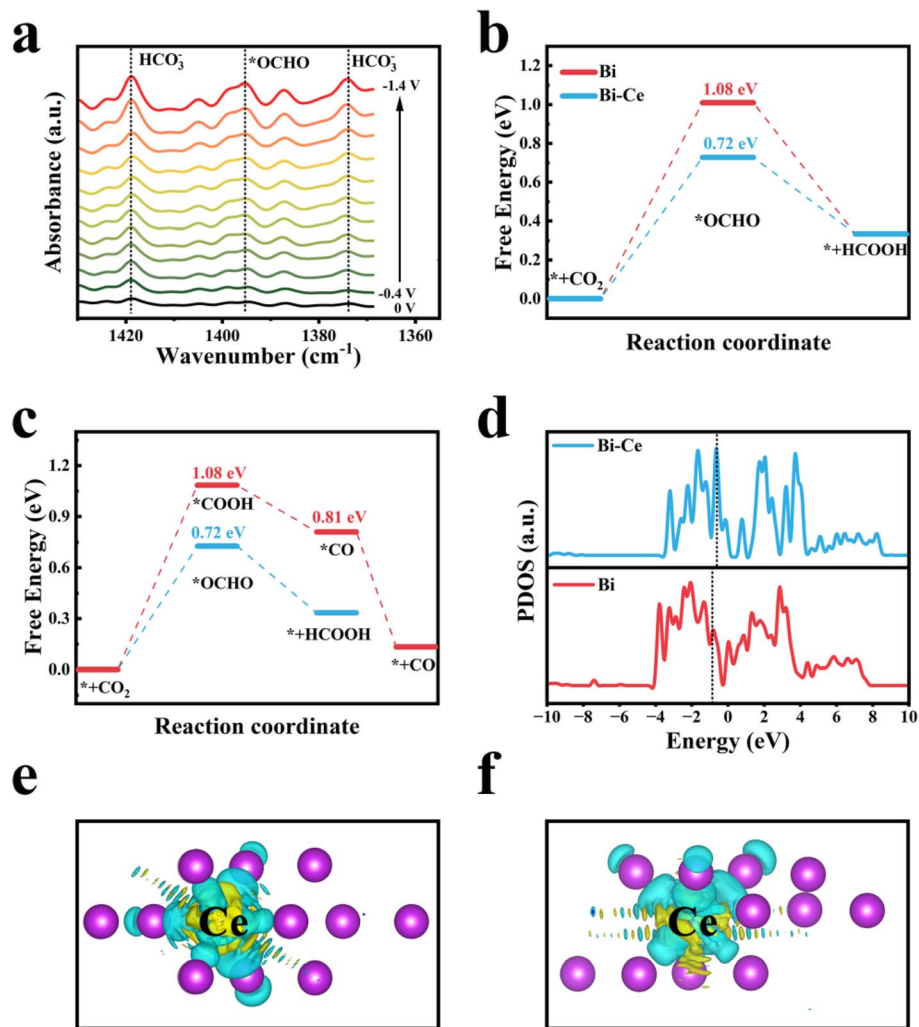 a
HCO₃⁻
*OCHO
HCO₃⁻
-1.4 V
-0.4 V
0 V
Absorbance (a.u.)
1420
1400
1380
1360
Wavenumber (cm⁻¹)
b
Bi
Bi-Ce
1.08 eV
0.72 eV
*OCHO
*+CO₂
*+HCOOH
Free Energy (eV)
1.2
1.0
0.8
0.6
0.4
0.2
0.0
Reaction coordinate
c
1.08 eV
*COOH
0.81 eV
*CO
0.72 eV
*OCHO
*+HCOOH
*+CO₂
*+CO
Free Energy (eV)
1.2
0.9
0.6
0.3
0.0
Reaction coordinate
d
Bi-Ce
Bi
PDOS (a.u.)
−10 −8 −6 −4 −2 0 2 4 6 8 10
Energy (eV)
e
Ce
f
Ce